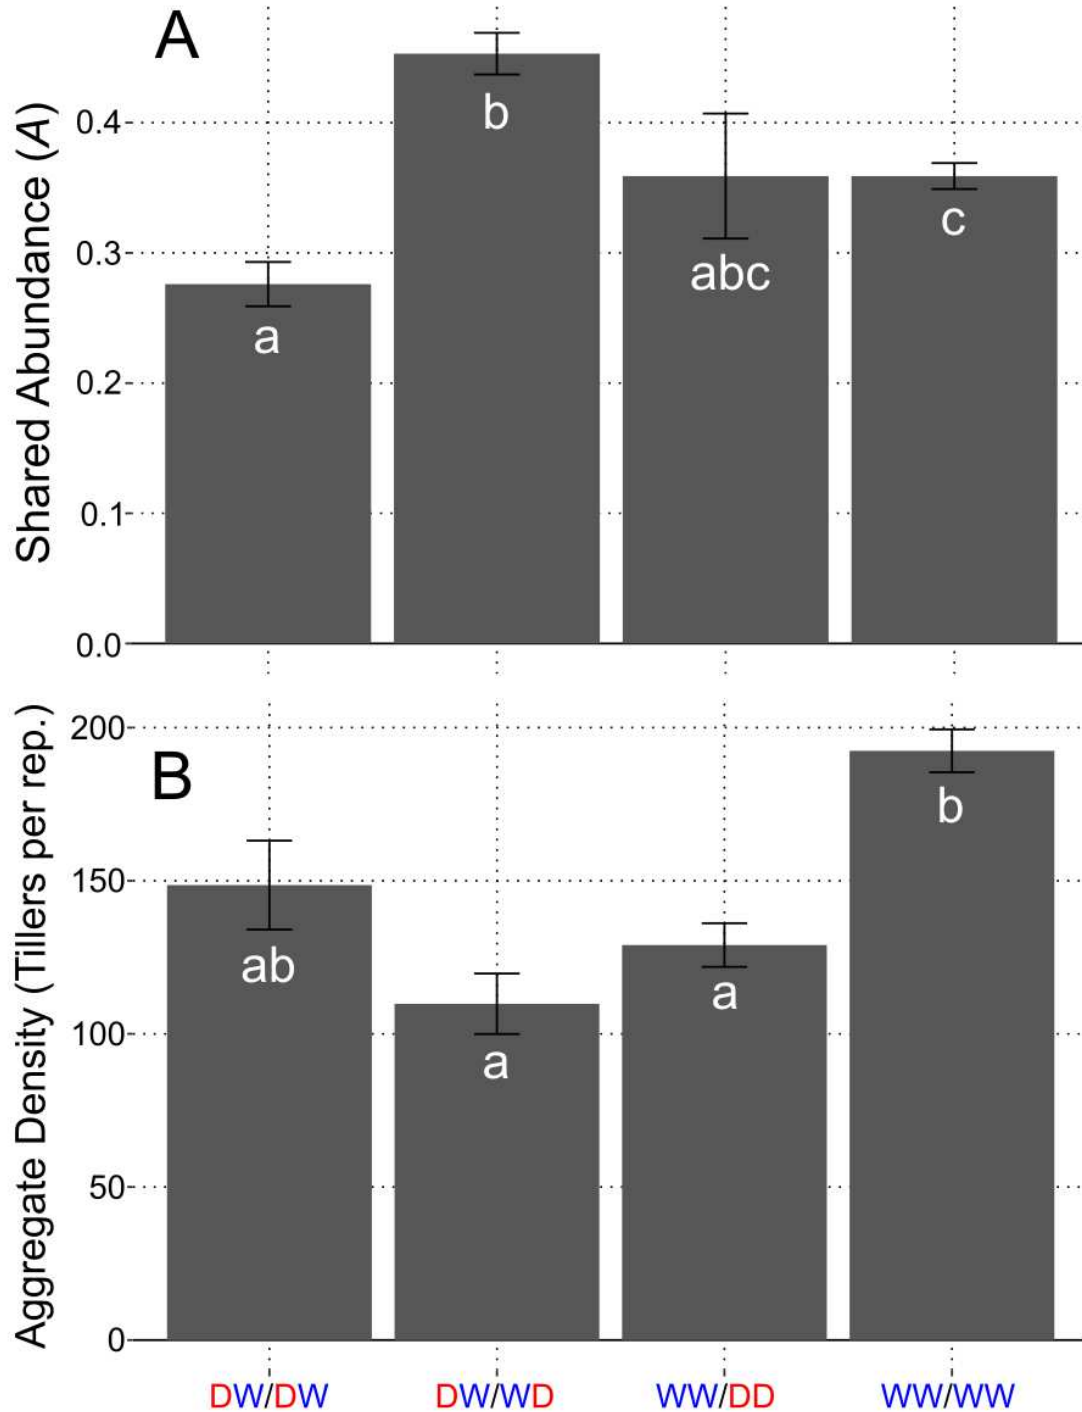 A
Shared Abundance (A)
0.4
0.3
0.2
0.1
0.0
a
b
abc
c
B
Aggregate Density (Tillers per rep.)
200
150
100
50
0
ab
a
a
b
DW/DW
DW/WD
WW/DD
WW/WW